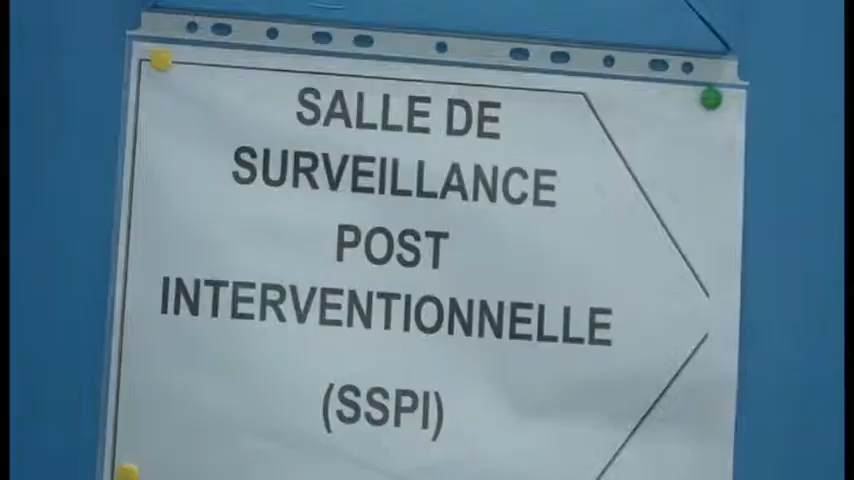 SALLE DE
SURVEILLANCE
POST
INTERVENTIONNELLE
(SSPI)